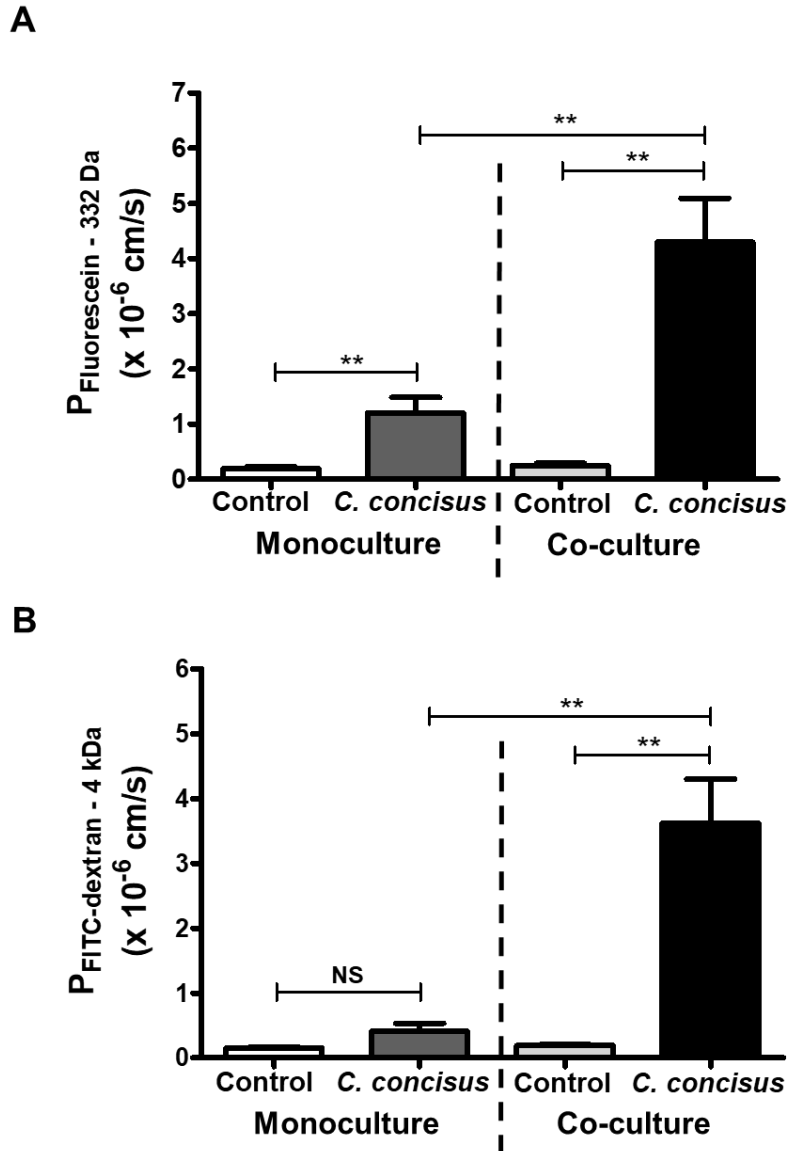 A
P Fluorescein - 332 Da
(x 10-6 cm/s)
7
6
5
4
3
2
1
0
**
**
**
Control C. concisus Control C. concisus
Monoculture Co-culture
B
P FITC-dextran - 4 kDa
(x 10-6 cm/s)
6
5
4
3
2
1
0
**
**
NS
Control C. concisus Control C. concisus
Monoculture Co-culture